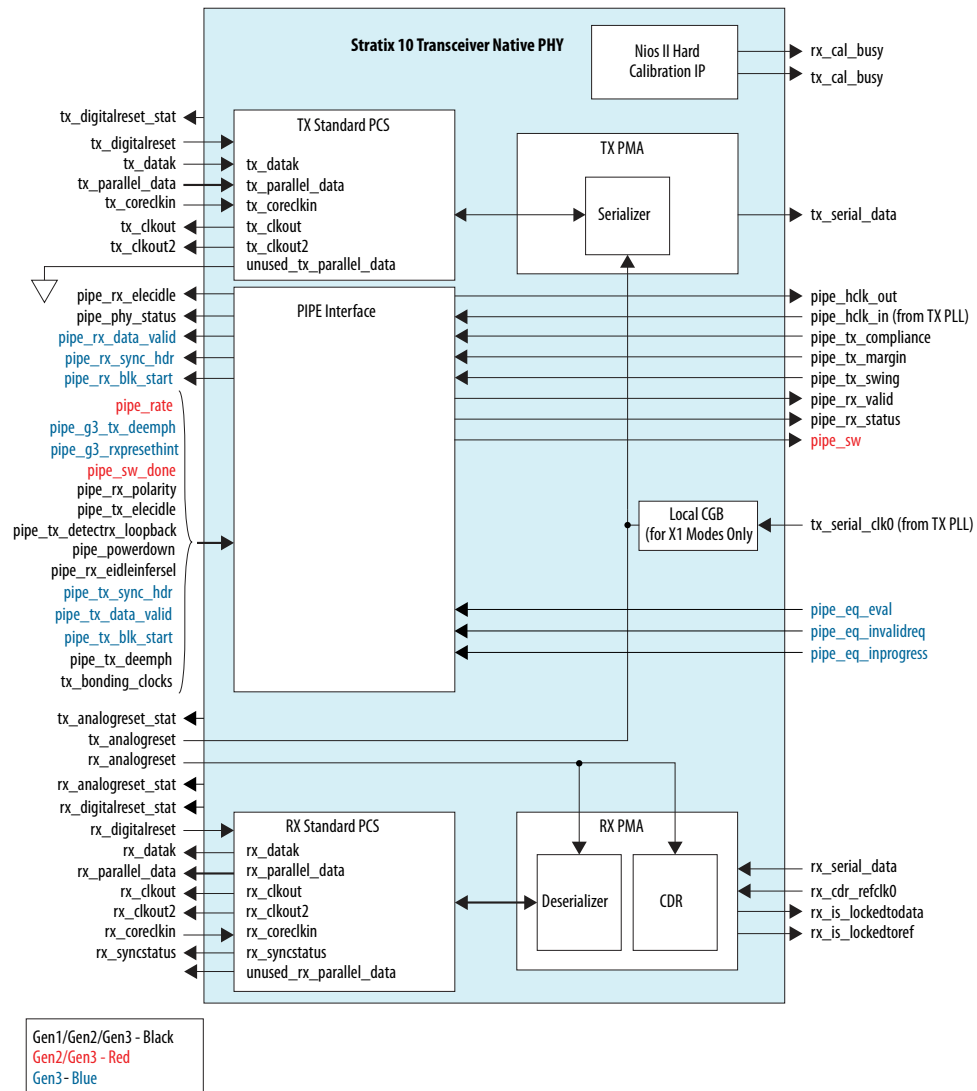 Stratix 10 Transceiver Native PHY
Nios II Hard
Calibration IP
rx_cal_busy
tx_cal_busy
tx_digitalreset_stat
tx_digitalreset
tx_datak
tx_parallel_data
tx_coreclkin
tx_clkout
tx_clkout2
TX Standard PCS
tx_datak
tx_parallel_data
tx_coreclkin
tx_clkout
tx_clkout2
unused_tx_parallel_data
TX PMA
Serializer
tx_serial_data
pipe_rx_elecidle
pipe_phy_status
pipe_rx_data_valid
pipe_rx_sync_hdr
pipe_rx_blk_start
pipe_rate
pipe_g3_tx_deemph
pipe_g3_rxpresethint
pipe_sw_done
pipe_rx_polarity
pipe_tx_elecidle
pipe_tx_detectrx_loopback
pipe_powerdown
pipe_rx_eidleinfersel
pipe_tx_sync_hdr
pipe_tx_data_valid
pipe_tx_blk_start
pipe_tx_deemph
tx_bonding_clocks
PIPE Interface
pipe_hclk_out
pipe_hclk_in (from TX PLL)
pipe_tx_compliance
pipe_tx_margin
pipe_tx_swing
pipe_rx_valid
pipe_rx_status
pipe_sw
Local CGB
(for X1 Modes Only
tx_serial_clk0 (from TX PLL)
pipe_eq_eval
pipe_eq_invalidreq
pipe_eq_inprogress
tx_analogreset_stat
tx_analogreset
rx_analogreset
rx_analogreset_stat
rx_digitalreset_stat
rx_digitalreset
rx_datak
rx_parallel_data
rx_clkout
rx_clkout2
rx_coreclkin
rx_syncstatus
RX Standard PCS
rx_datak
rx_parallel_data
rx_clkout
rx_clkout2
rx_coreclkin
rx_syncstatus
unused_rx_parallel_data
RX PMA
Deserializer
CDR
rx_serial_data
rx_cdr_refclk0
rx_is_lockedtodata
rx_is_lockedtoref
Gen1/Gen2/Gen3 - Black
Gen2/Gen3 - Red
Gen3- Blue